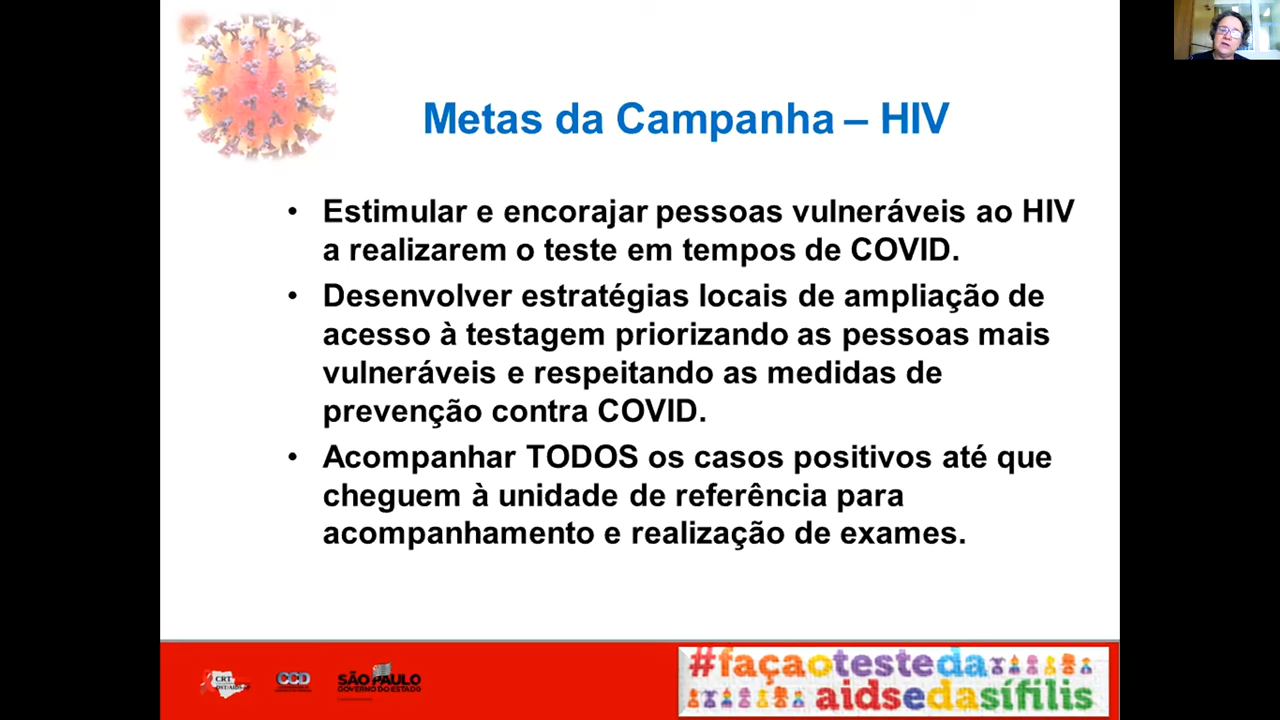 Metas da Campanha – HIV
• Estimular e encorajar pessoas vulneráveis ao HIV
a realizarem o teste em tempos de COVID.
• Desenvolver estratégias locais de ampliação de
acesso à testagem priorizando as pessoas mais
vulneráveis e respeitando as medidas de
prevenção contra COVID.
• Acompanhar TODOS os casos positivos até que
cheguem à unidade de referência para
acompanhamento e realização de exames.
CRT
DST/AIDS
CCD
SÃO PAULO
GOVERNO DO ESTADO
#façaotesteda
aidsedasífilis